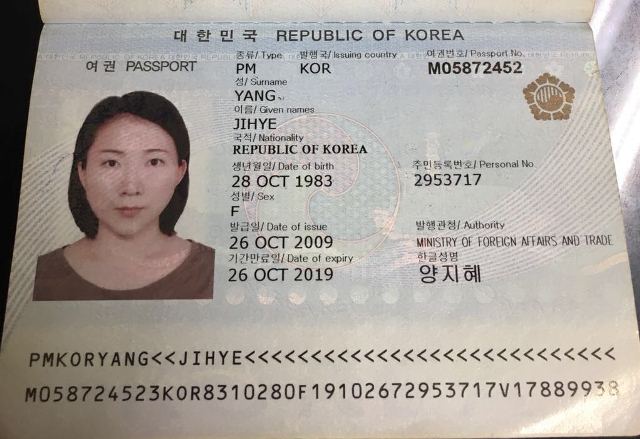 대한민국 REPUBLIC OF KOREA
여권 PASSPORT
종류/ Type 발행국/ Issuing country 여권번호/ Passport No.
PM KOR M05872452
성/ Surname
YANG
이름/ Given names
JIHYE
국적/ Nationality
REPUBLIC OF KOREA
생년월일/ Date of birth 주민등록번호/ Personal No
28 OCT 1983 2953717
성별/ Sex
F
발급일/ Date of issue 발행관청/ Authority
26 OCT 2009 MINISTRY OF FOREIGN AFFAIRS AND TRADE
기간만료일/ Date of expiry 한글성명
26 OCT 2019 양지혜
PMKORYANG<<JIHYE<<<<<<<<<<<<<<<<<<<<<<<<<<<<
M058724523KOR8310280F19102672953717V17889938